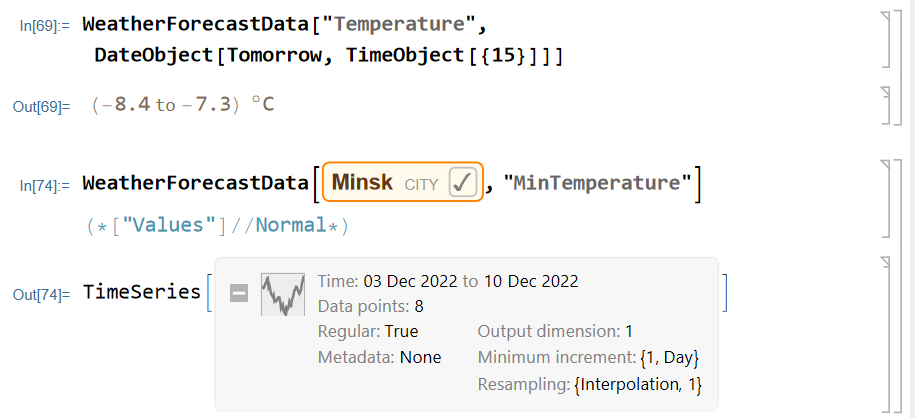 In[69]:= WeatherForecastData["Temperature",
DateObject[Tomorrow, TimeObject[{15}]]]
Out[69]= (-8.4 to -7.3) °C
In[74]:= WeatherForecastData[Minsk CITY ✓, "MinTemperature"]
(*["Values"]//Normal*)
Out[74]= TimeSeries[ ]
Time: 03 Dec 2022 to 10 Dec 2022
Data points: 8
Regular: True Output dimension: 1
Metadata: None Minimum increment: {1, Day}
Resampling: {Interpolation, 1}